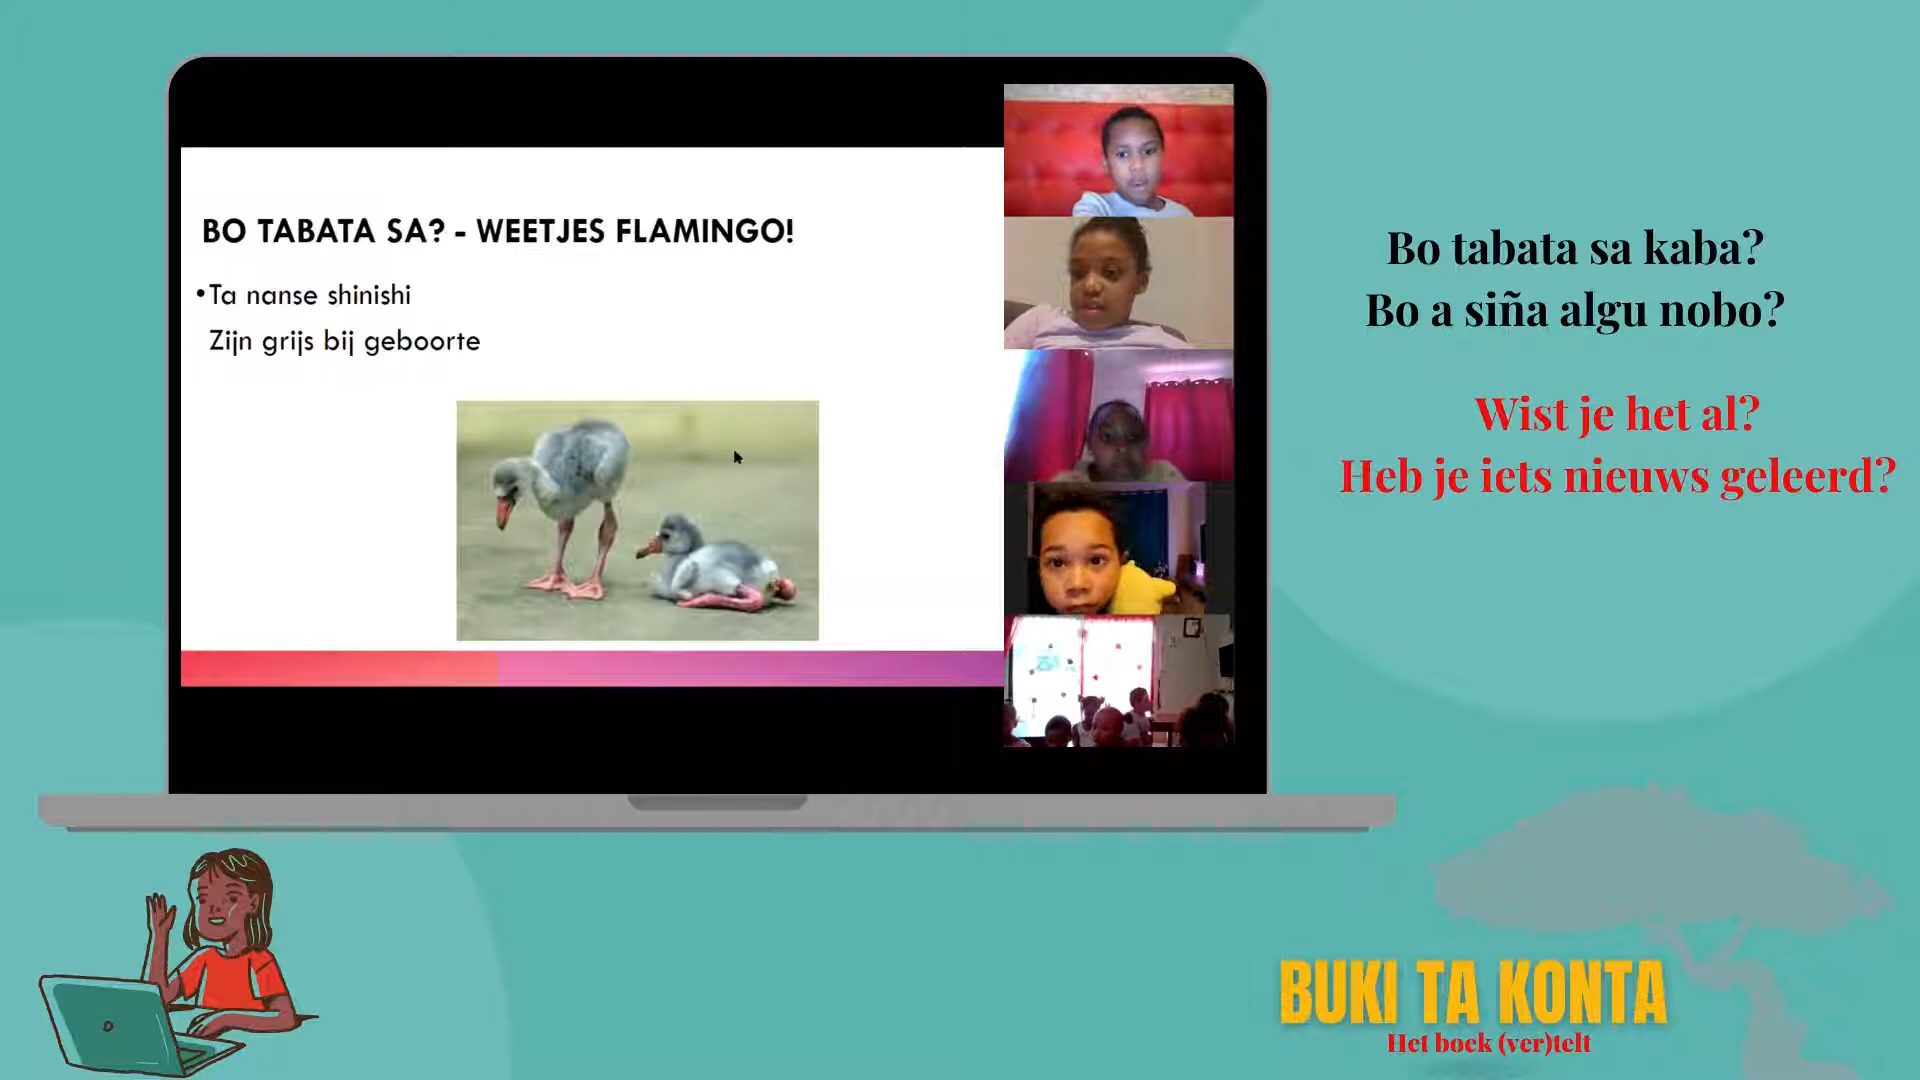 BO TABATA SA? - WEETJES FLAMINGO!
•Ta nanse shinishi
Zijn grijs bij geboorte
Bo tabata sa kaba?
Bo a siña algu nobo?
Wist je het al?
Heb je iets nieuws geleerd?
BUKI TA KONTA
Het boek (ver)telt